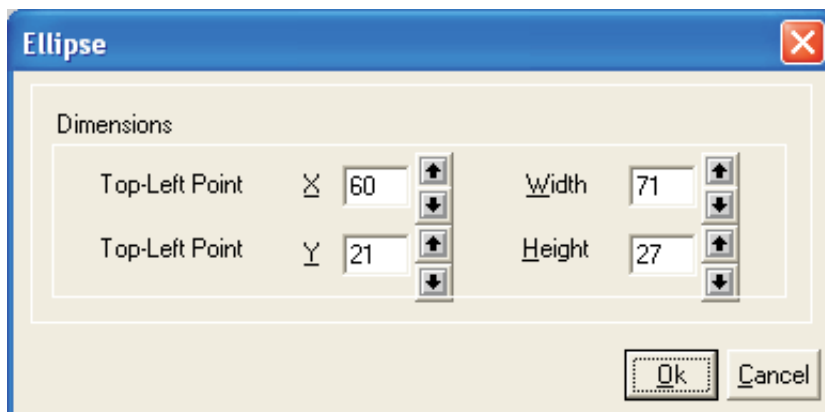 Ellipse
Dimensions
Top-Left Point X 60 Width 71
Top-Left Point Y 21 Height 27
Ok Cancel